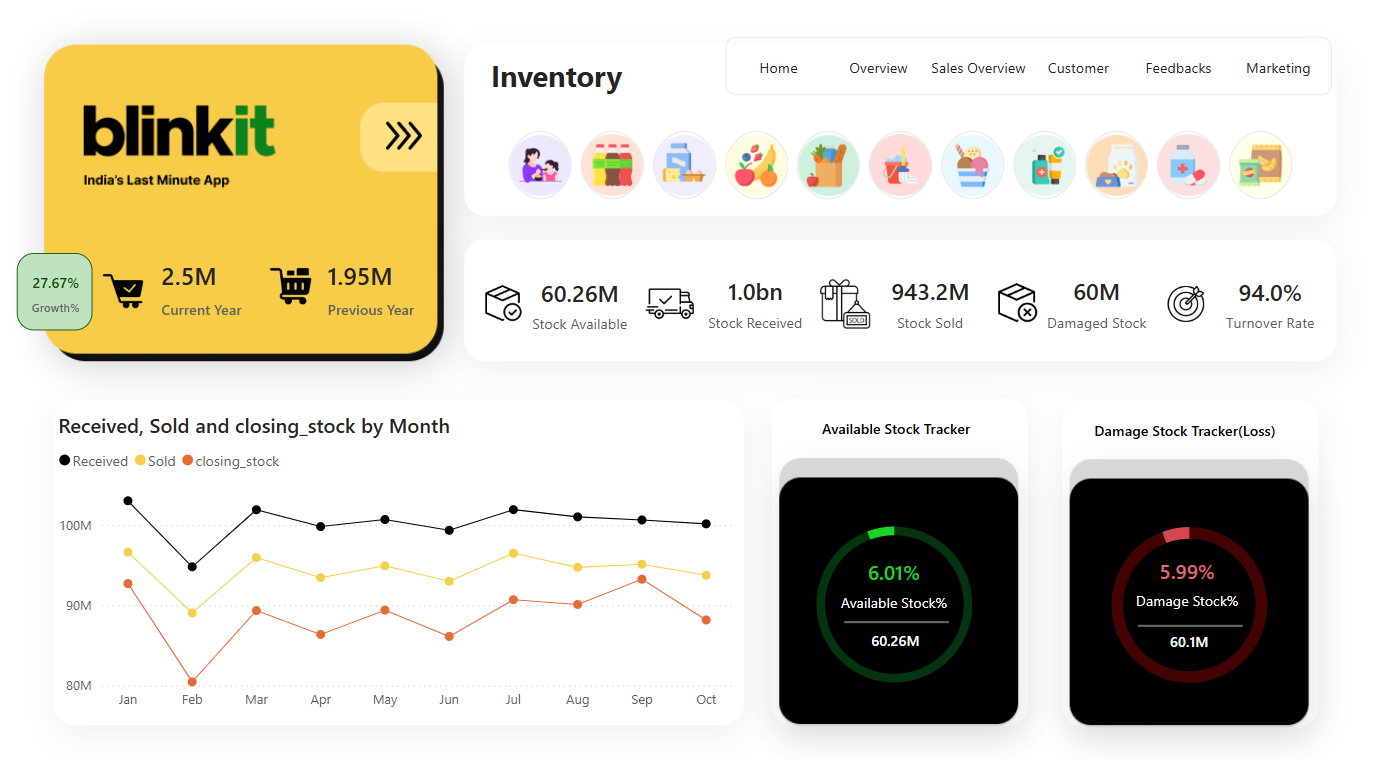 blinkit
India's Last Minute App
27.67%
Growth%
2.5M
Current Year
1.95M
Previous Year
Inventory
Home Overview Sales Overview Customer Feedbacks Marketing
60.26M
Stock Available
1.0bn
Stock Received
SOLD
943.2M
Stock Sold
60M
Damaged Stock
94.0%
Turnover Rate
Received, Sold and closing_stock by Month
Received Sold closing_stock
100M
90M
80M
Jan Feb Mar Apr May Jun Jul Aug Sep Oct
Available Stock Tracker
6.01%
Available Stock%
60.26M
Damage Stock Tracker(Loss)
5.99%
Damage Stock%
60.1M